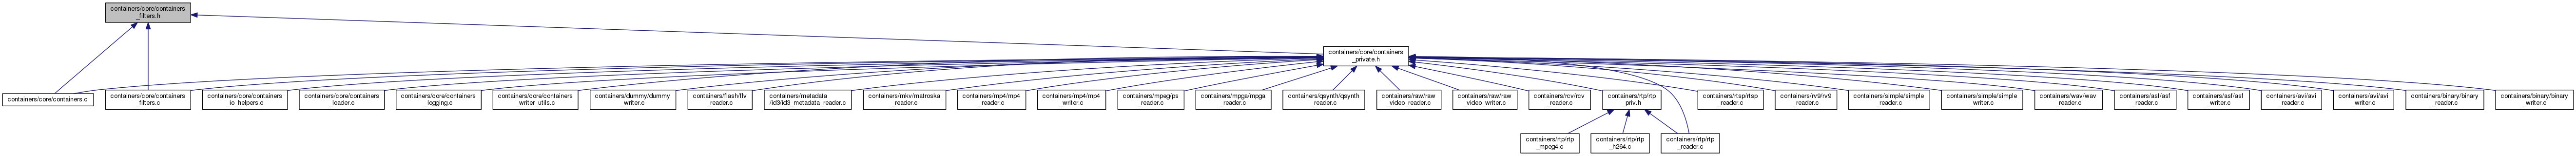 containers/core/containers
_filters.h
containers/core/containers
_private.h
containers/core/containers.c
containers/core/containers
_filters.c
containers/core/containers
_io_helpers.c
containers/core/containers
_loader.c
containers/core/containers
_logging.c
containers/core/containers
_writer_utils.c
containers/dummy/dummy
_writer.c
containers/flash/flv
_reader.c
containers/metadata
/id3/id3_metadata_reader.c
containers/mkv/matroska
_reader.c
containers/mp4/mp4
_reader.c
containers/mp4/mp4
_writer.c
containers/mpeg/ps
_reader.c
containers/mpga/mpga
_reader.c
containers/qsynth/qsynth
_reader.c
containers/raw/raw
_video_reader.c
containers/raw/raw
_video_writer.c
containers/rcv/rcv
_reader.c
containers/rtp/rtp
_priv.h
containers/rtsp/rtsp
_reader.c
containers/rv9/rv9
_reader.c
containers/simple/simple
_reader.c
containers/simple/simple
_writer.c
containers/wav/wav
_reader.c
containers/asf/asf
_reader.c
containers/asf/asf
_writer.c
containers/avi/avi
_reader.c
containers/avi/avi
_writer.c
containers/binary/binary
_reader.c
containers/binary/binary
_writer.c
containers/rtp/rtp
_mpeg4.c
containers/rtp/rtp
_h264.c
containers/rtp/rtp
_reader.c